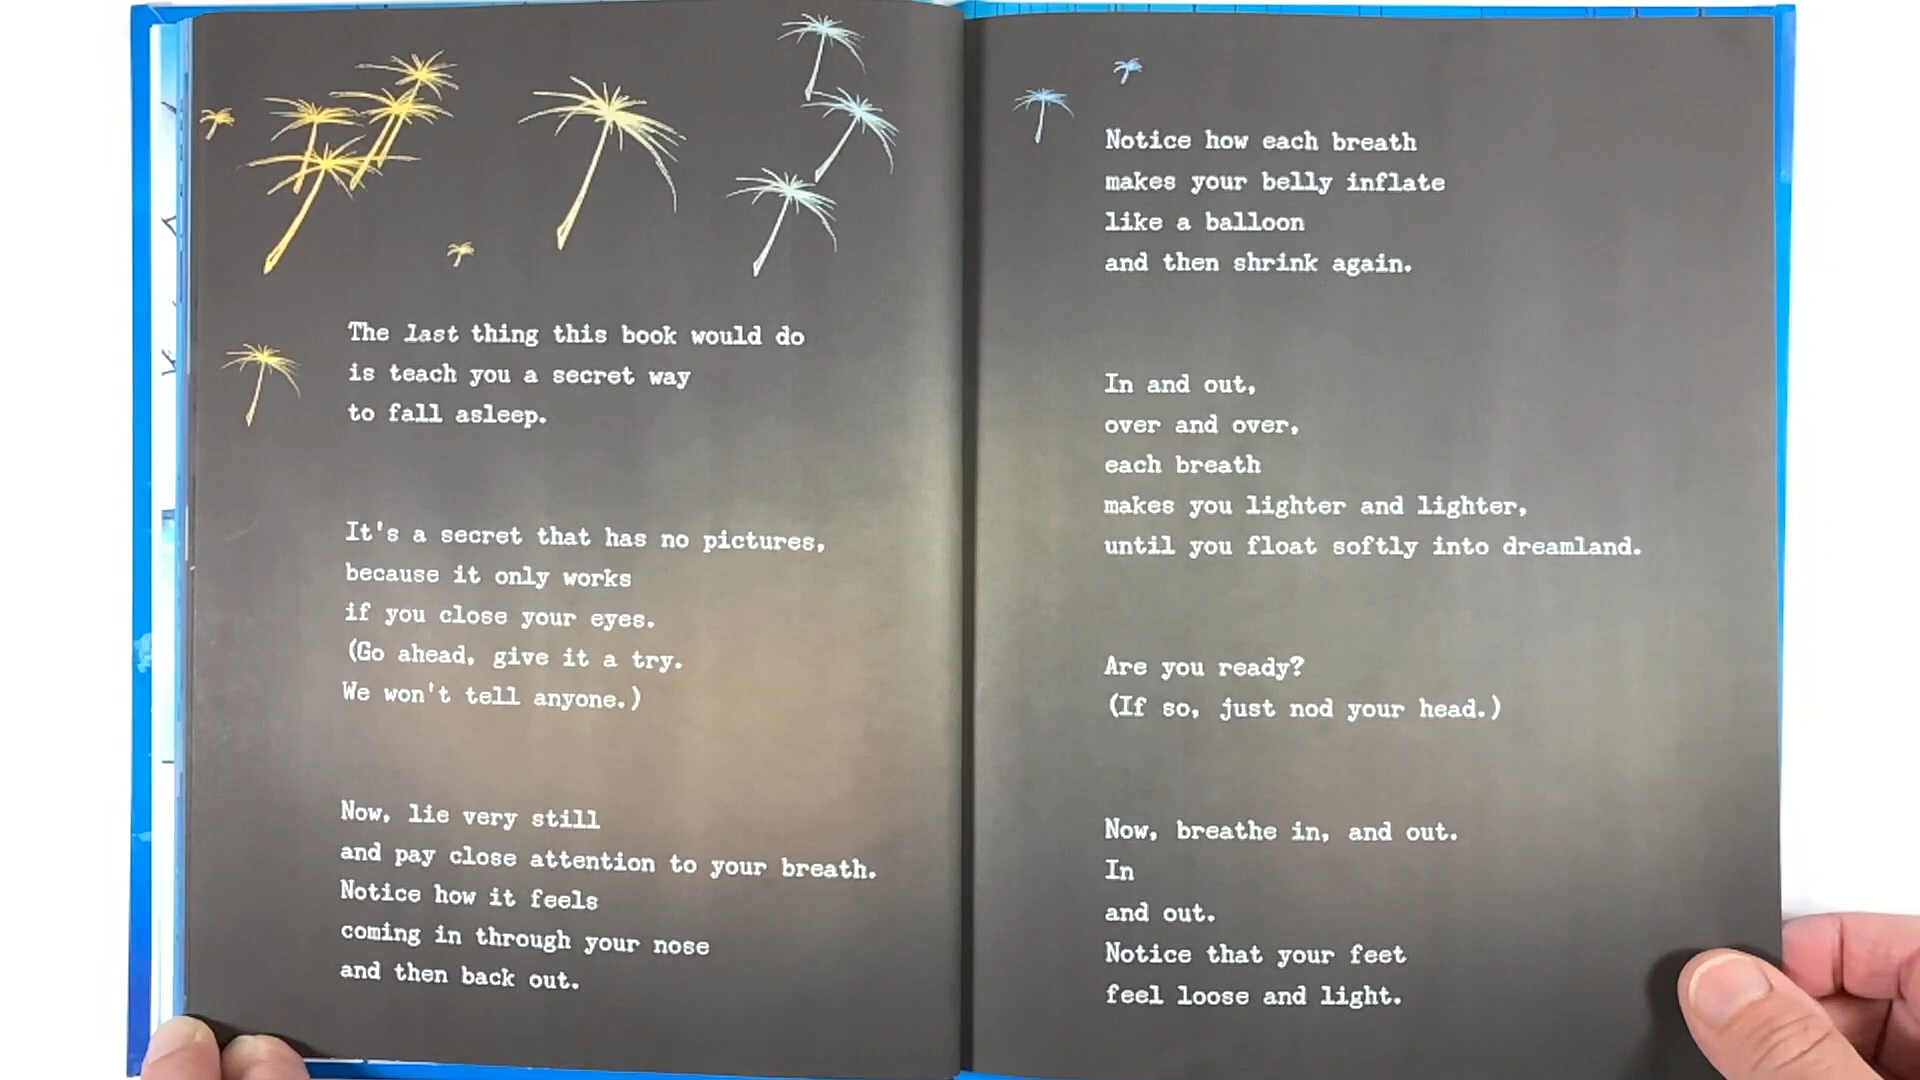 The last thing this book would do
is teach you a secret way
to fall asleep.
It's a secret that has no pictures,
because it only works
if you close your eyes.
(Go ahead, give it a try.
We won't tell anyone.)
Now, lie very still
and pay close attention to your breath.
Notice how it feels
coming in through your nose
and then back out.
Notice how each breath
makes your belly inflate
like a balloon
and then shrink again.
In and out,
over and over,
each breath
makes you lighter and lighter,
until you float softly into dreamland.
Are you ready?
(If so, just nod your head.)
Now, breathe in, and out.
In
and out.
Notice that your feet
feel loose and light.